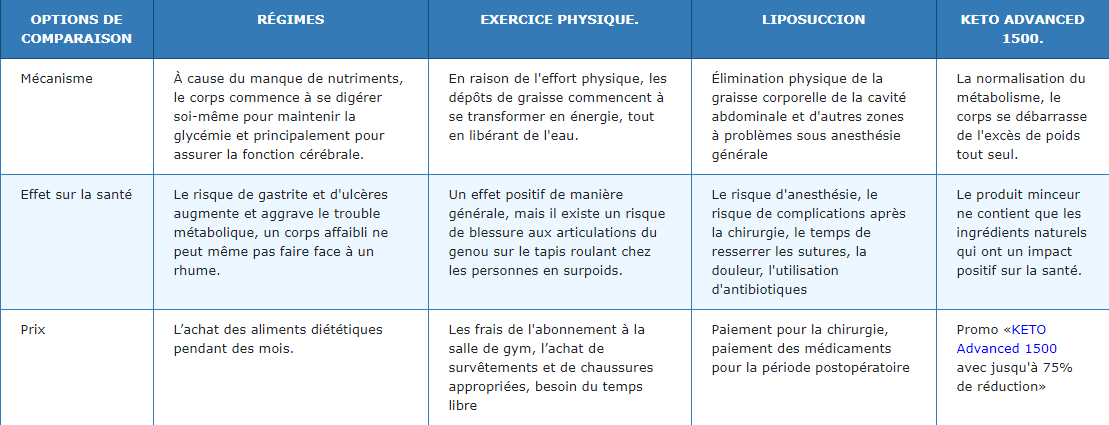 OPTIONS DE
COMPARAISON
RÉGIMES
EXERCICE PHYSIQUE.
LIPOSUCCION
KETO ADVANCED
1500.
Mécanisme
À cause du manque de nutriments,
le corps commence à se digérer
soi-même pour maintenir la
glycémie et principalement pour
assurer la fonction cérébrale.
En raison de l'effort physique, les
dépôts de graisse commencent à
se transformer en énergie, tout
en libérant de l'eau.
Élimination physique de la
graisse corporelle de la cavité
abdominale et d'autres zones
à problèmes sous anesthésie
générale
La normalisation du
métabolisme, le
corps se débarrasse
de l'excès de poids
tout seul.
Effet sur la santé
Le risque de gastrite et d'ulcères
augmente et aggrave le trouble
métabolique, un corps affaibli ne
peut même pas faire face à un
rhume.
Un effet positif de manière
générale, mais il existe un risque
de blessure aux articulations du
genou sur le tapis roulant chez
les personnes en surpoids.
Le risque d'anesthésie, le
risque de complications après
la chirurgie, le temps de
resserrer les sutures, la
douleur, l'utilisation
d'antibiotiques
Le produit minceur
ne contient que les
ingrédients naturels
qui ont un impact
positif sur la santé.
Prix
L’achat des aliments diététiques
pendant des mois.
Les frais de l'abonnement à la
salle de gym, l’achat de
survêtements et de chaussures
appropriées, besoin du temps
libre
Paiement pour la chirurgie,
paiement des médicaments
pour la période postopératoire
Promo «KETO
Advanced 1500
avec jusqu'à 75%
de réduction»